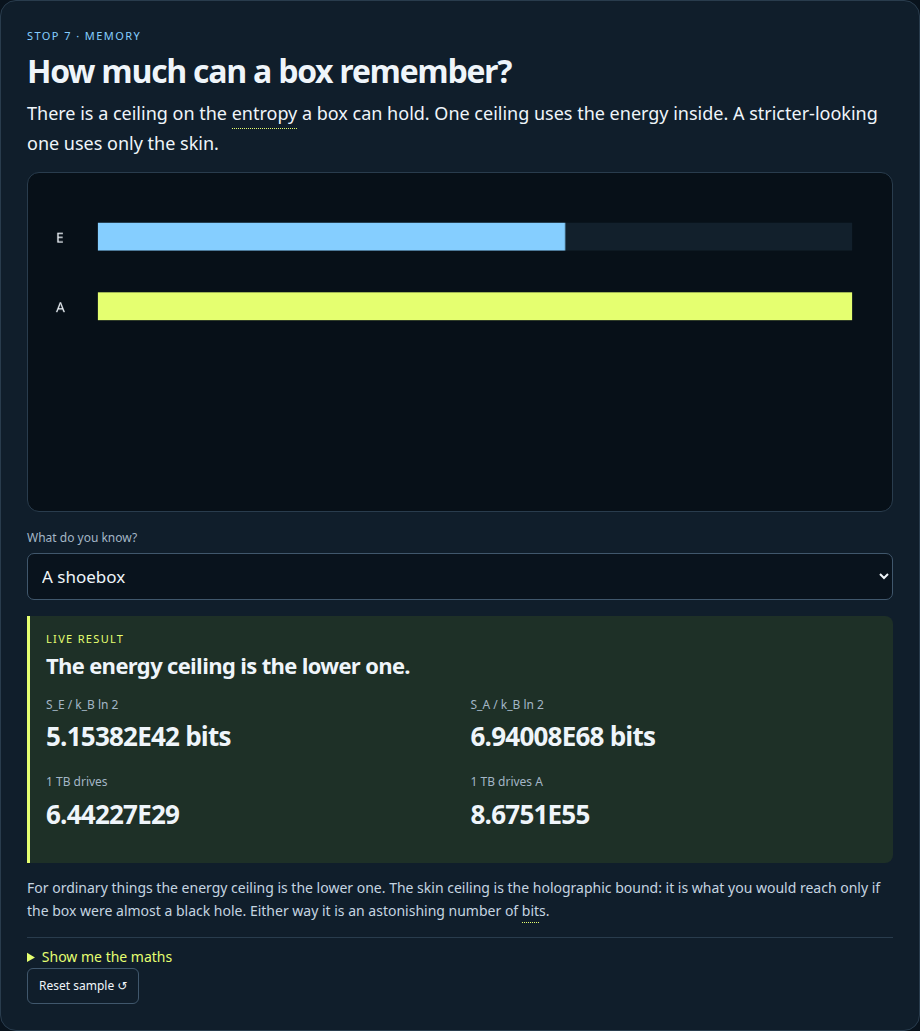 STOP 7 · MEMORY
How much can a box remember?
There is a ceiling on the entropy a box can hold. One ceiling uses the energy inside. A stricter-looking
one uses only the skin.
E
A
What do you know?
A shoebox
LIVE RESULT
The energy ceiling is the lower one.
S_E / k_B ln 2
S_A / k_B ln 2
5.15382E42 bits
6.94008E68 bits
1 TB drives
1 TB drives A
6.44227E29
8.6751E55
For ordinary things the energy ceiling is the lower one. The skin ceiling is the holographic bound: it is what you would reach only if
the box were almost a black hole. Either way it is an astonishing number of bits.
▶ Show me the maths
Reset sample ↺